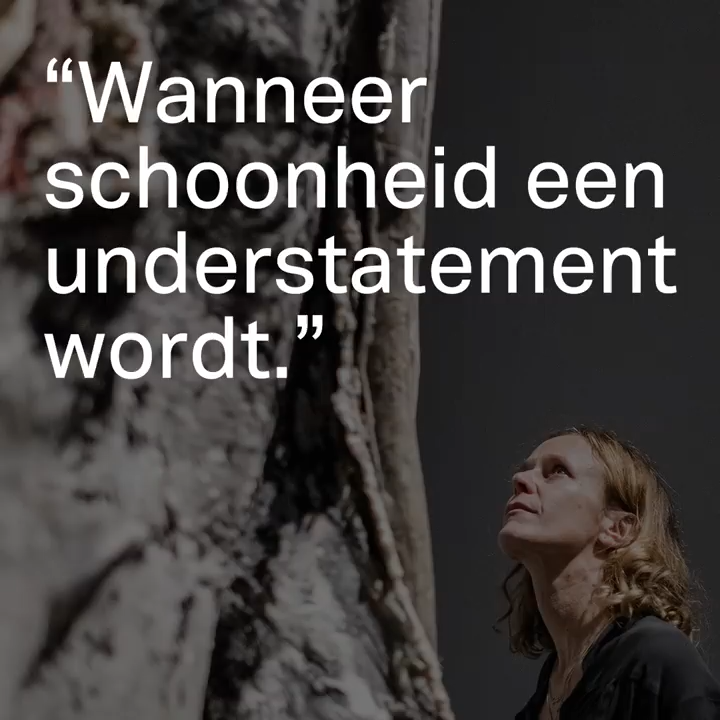 “Wanneer
schoonheid een
understatement
wordt.”